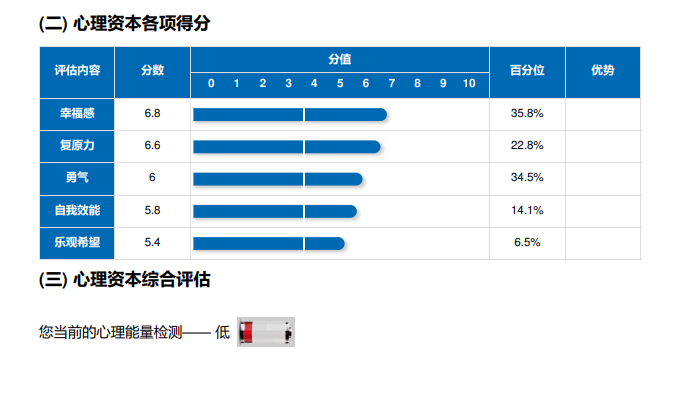 (二) 心理资本各项得分
评估内容 分数 分值 百分位 优势
0 1 2 3 4 5 6 7 8 9 10
幸福感 6.8 35.8%
复原力 6.6 22.8%
勇气 6 34.5%
自我效能 5.8 14.1%
乐观希望 5.4 6.5%
(三) 心理资本综合评估
您当前的心理能量检测—— 低